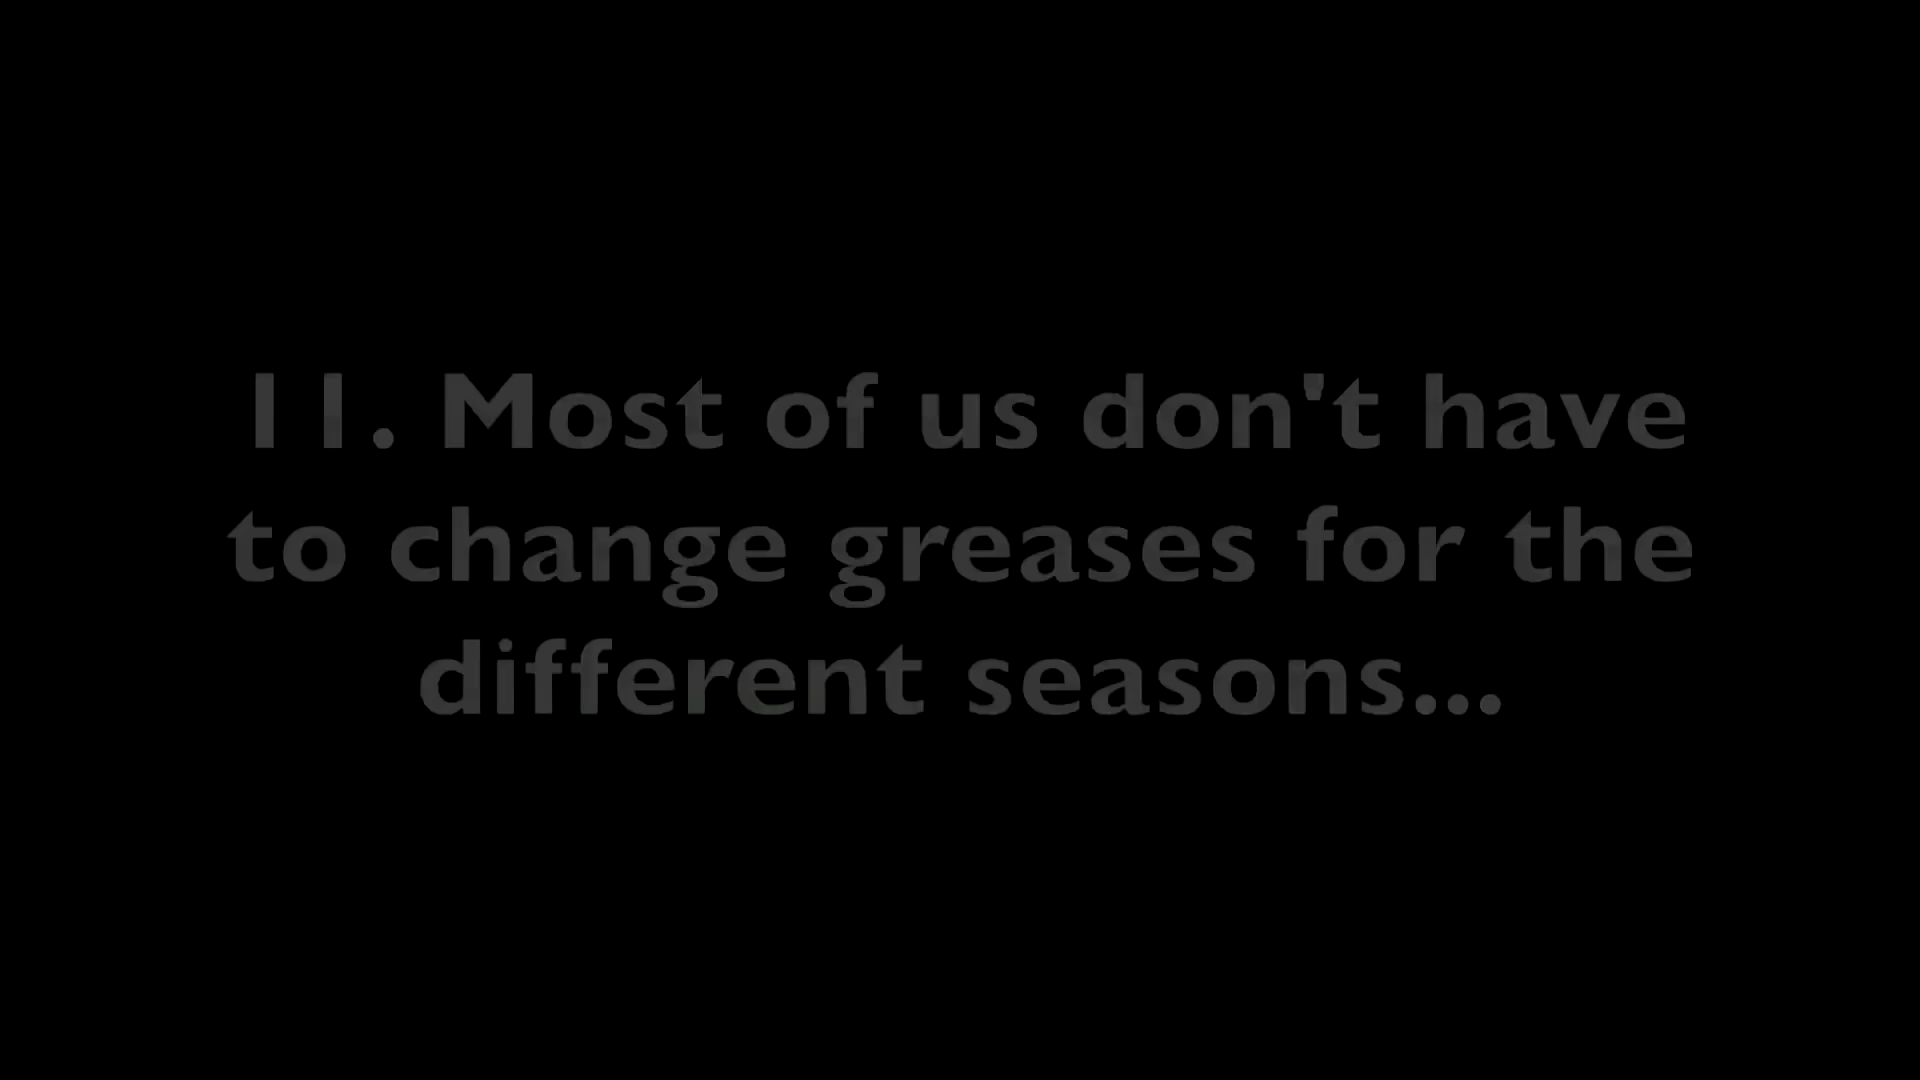 11. Most of us don't have
to change greases for the
different seasons...